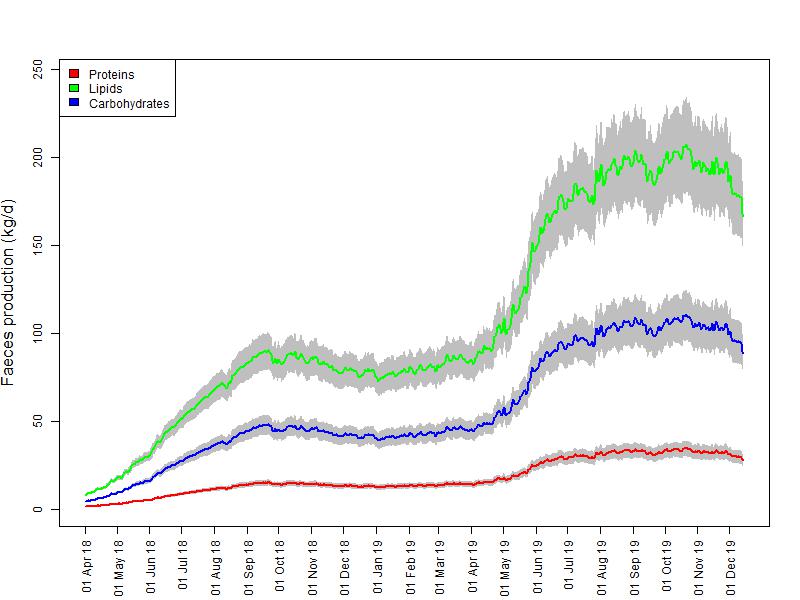 Proteins
Lipids
Carbohydrates
Faeces production (kg/d)
250
200
150
100
50
0
01 Apr 18
01 May 18
01 Jun 18
01 Jul 18
01 Aug 18
01 Sep 18
01 Oct 18
01 Nov 18
01 Dec 18
01 Jan 19
01 Feb 19
01 Mar 19
01 Apr 19
01 May 19
01 Jun 19
01 Jul 19
01 Aug 19
01 Sep 19
01 Oct 19
01 Nov 19
01 Dec 19